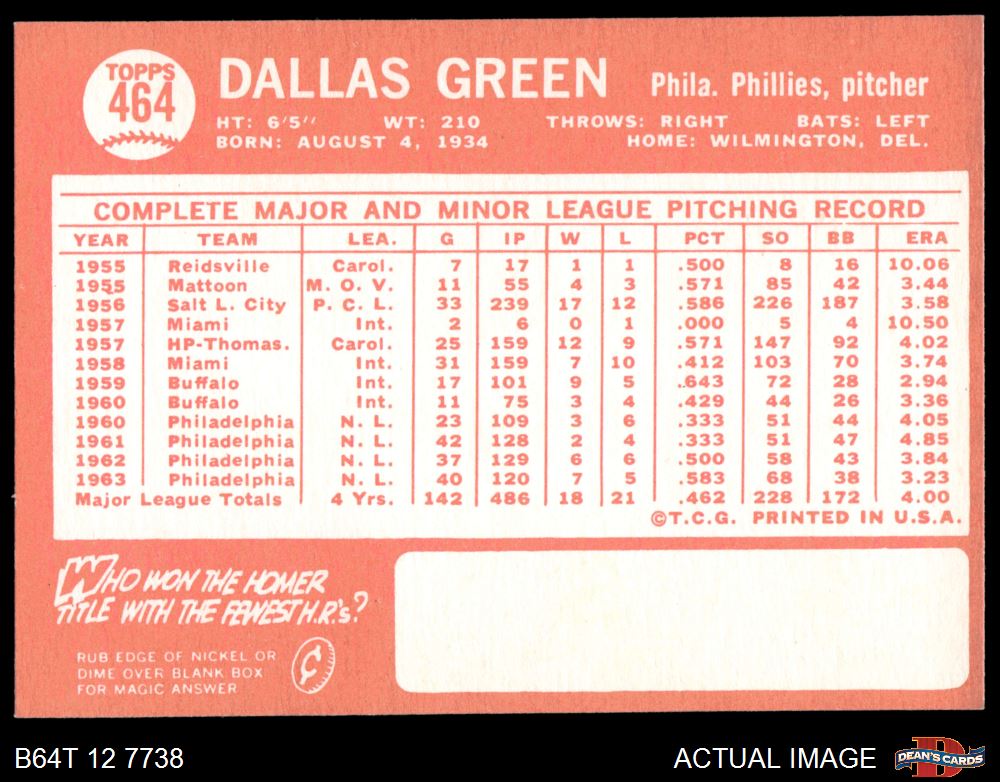 TOPPS
464
DALLAS GREEN Phila. Phillies, pitcher
HT: 6'5'' WT: 210 THROWS: RIGHT BATS: LEFT
BORN: AUGUST 4, 1934 HOME: WILMINGTON, DEL.
COMPLETE MAJOR AND MINOR LEAGUE PITCHING RECORD
YEAR TEAM LEA. G IP W L PCT SO BB ERA
1955 Reidsville Carol. 7 17 1 1 .500 8 16 10.06
1955 Mattoon M. O. V. 11 55 4 3 .571 85 42 3.44
1956 Salt L. City P. C. L. 33 239 17 12 .586 226 187 3.58
1957 Miami Int. 2 6 0 1 .000 5 4 10.50
1957 HP-Thomas. Carol. 25 159 12 9 .571 147 92 4.02
1958 Miami Int. 31 159 7 10 .412 103 70 3.74
1959 Buffalo Int. 17 101 9 5 .643 72 28 2.94
1960 Buffalo Int. 11 75 3 4 .429 44 26 3.36
1960 Philadelphia N. L. 23 109 3 6 .333 51 44 4.05
1961 Philadelphia N. L. 42 128 2 4 .333 51 47 4.85
1962 Philadelphia N. L. 37 129 6 6 .500 58 43 3.84
1963 Philadelphia N. L. 40 120 7 5 .583 68 38 3.23
Major League Totals 4 Yrs. 142 486 18 21 .462 228 172 4.00
©T.C.G. PRINTED IN U.S.A.
WHO WON THE HOMER
TITLE WITH THE FEWEST H.R.'s.?
RUB EDGE OF NICKEL OR
DIME OVER BLANK BOX
FOR MAGIC ANSWER
B64T 12 7738 ACTUAL IMAGE DEAN'S CARDS